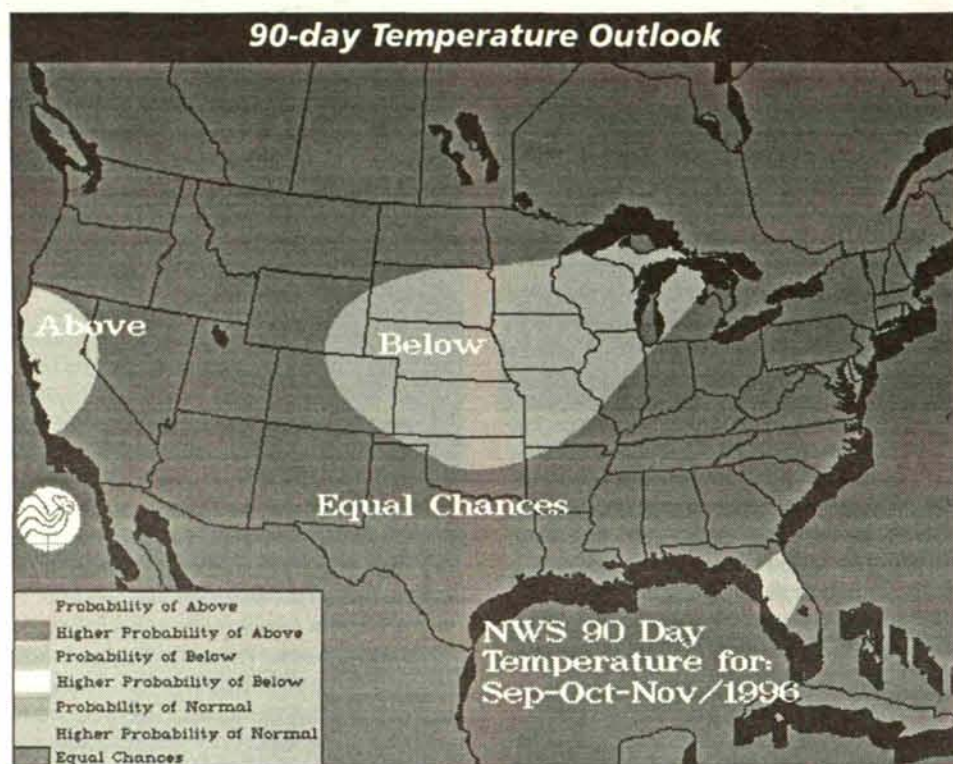 90-day Temperature Outlook
Above
Below
Equal Chances
NWS 90 Day
Temperature for:
Sep-Oct-Nov/1996
Probability of Above
Higher Probability of Above
Probability of Below
Higher Probability of Below
Probability of Normal
Higher Probability of Normal
Equal Chances